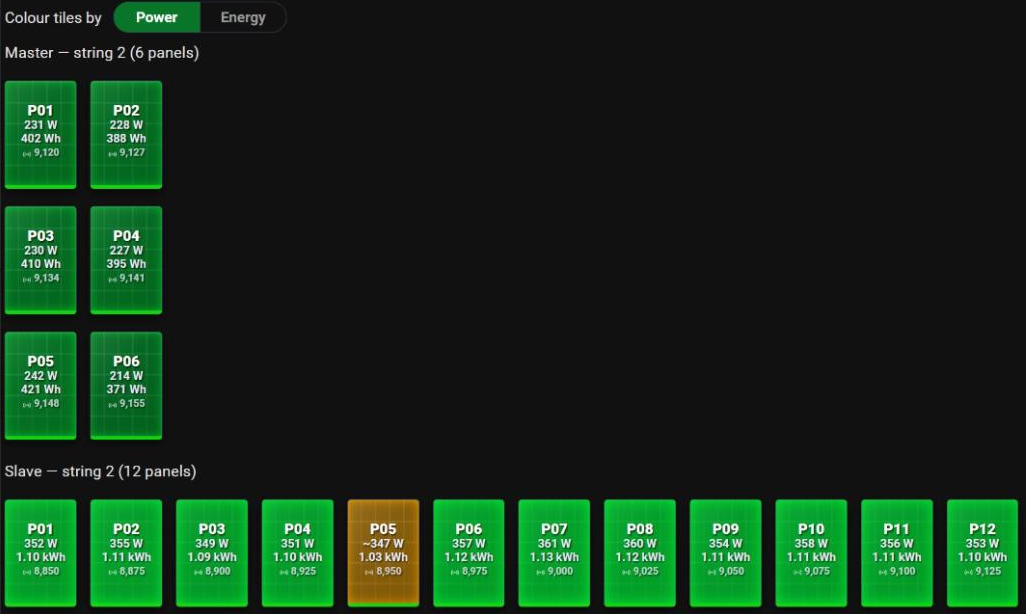 Colour tiles by Power Energy
Master — string 2 (6 panels)
P01
231 W
402 Wh
9,120
P02
228 W
388 Wh
9,127
P03
230 W
410 Wh
9,134
P04
227 W
395 Wh
9,141
P05
242 W
421 Wh
9,148
P06
214 W
371 Wh
9,155
Slave — string 2 (12 panels)
P01
352 W
1.10 kWh
8,850
P02
355 W
1.11 kWh
8,875
P03
349 W
1.09 kWh
8,900
P04
351 W
1.10 kWh
8,925
P05
~347 W
1.03 kWh
8,950
P06
357 W
1.12 kWh
8,975
P07
361 W
1.13 kWh
9,000
P08
360 W
1.12 kWh
9,025
P09
354 W
1.11 kWh
9,050
P10
358 W
1.11 kWh
9,075
P11
356 W
1.11 kWh
9,100
P12
353 W
1.10 kWh
9,125